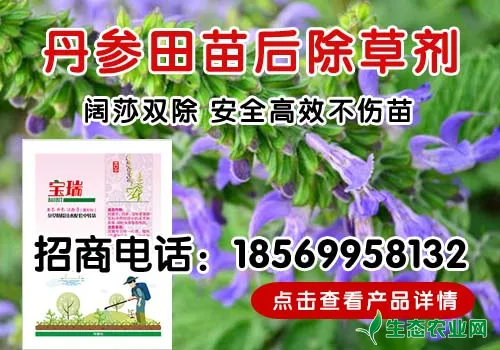 丹参田苗后除草剂
阔莎双除 安全高效不伤苗
宝瑞
招商电话：18569958132
点击查看产品详情
生态农业网